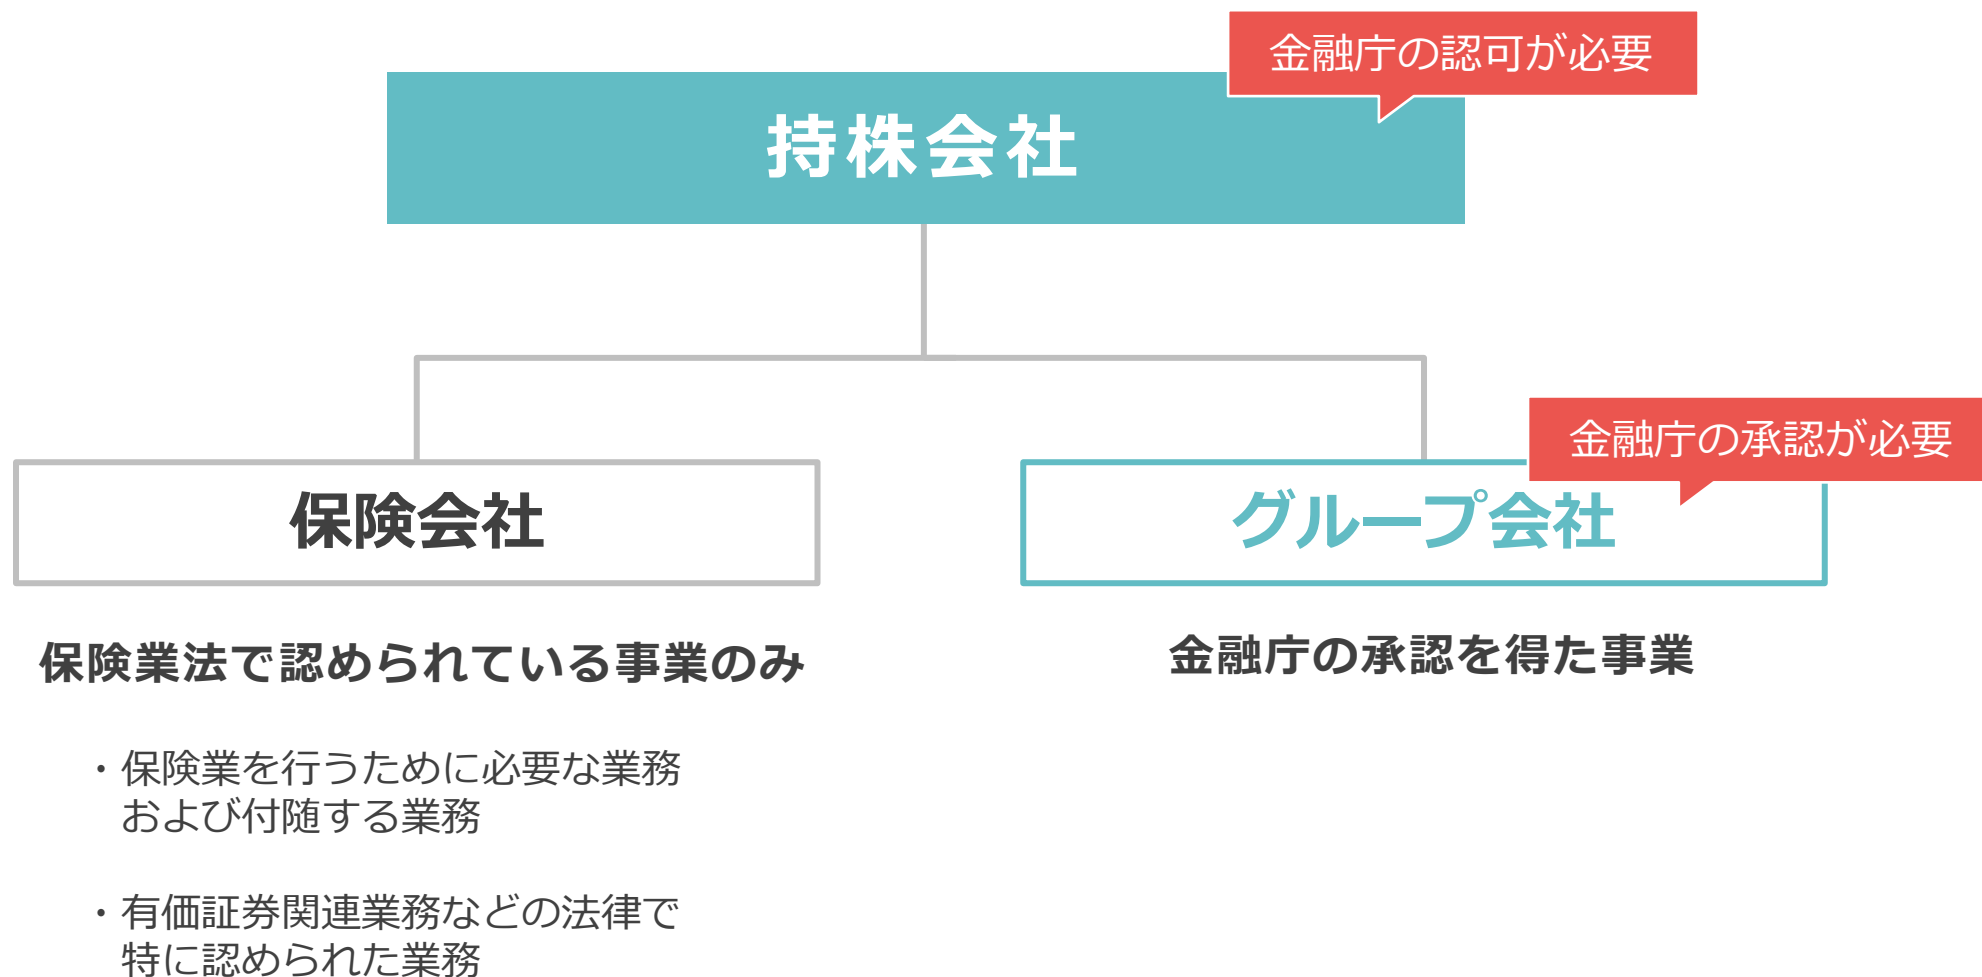 金融庁の認可が必要
持株会社
金融庁の承認が必要
保険会社
グループ会社
保険業法で認められている事業のみ
金融庁の承認を得た事業
・保険業を行うために必要な業務
および付随する業務
・有価証券関連業務などの法律で
特に認められた業務